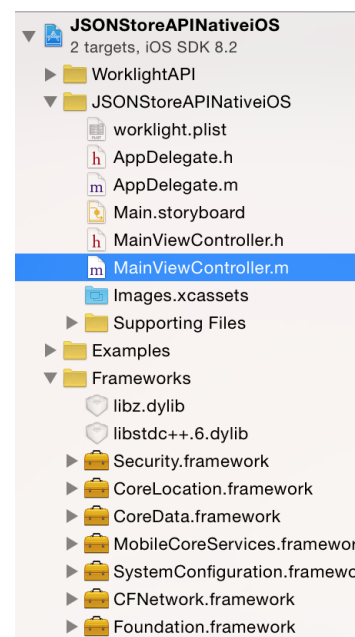 JSONStoreAPINativeiOS
2 targets, iOS SDK 8.2
WorklightAPI
JSONStoreAPINativeiOS
worklight.plist
h AppDelegate.h
m AppDelegate.m
Main.storyboard
h MainViewController.h
m MainViewController.m
Images.xcassets
Supporting Files
Examples
Frameworks
libz.dylib
libstdc++.6.dylib
Security.framework
CoreLocation.framework
CoreData.framework
MobileCoreServices.framewor
SystemConfiguration.framewo
CFNetwork.framework
Foundation.framework